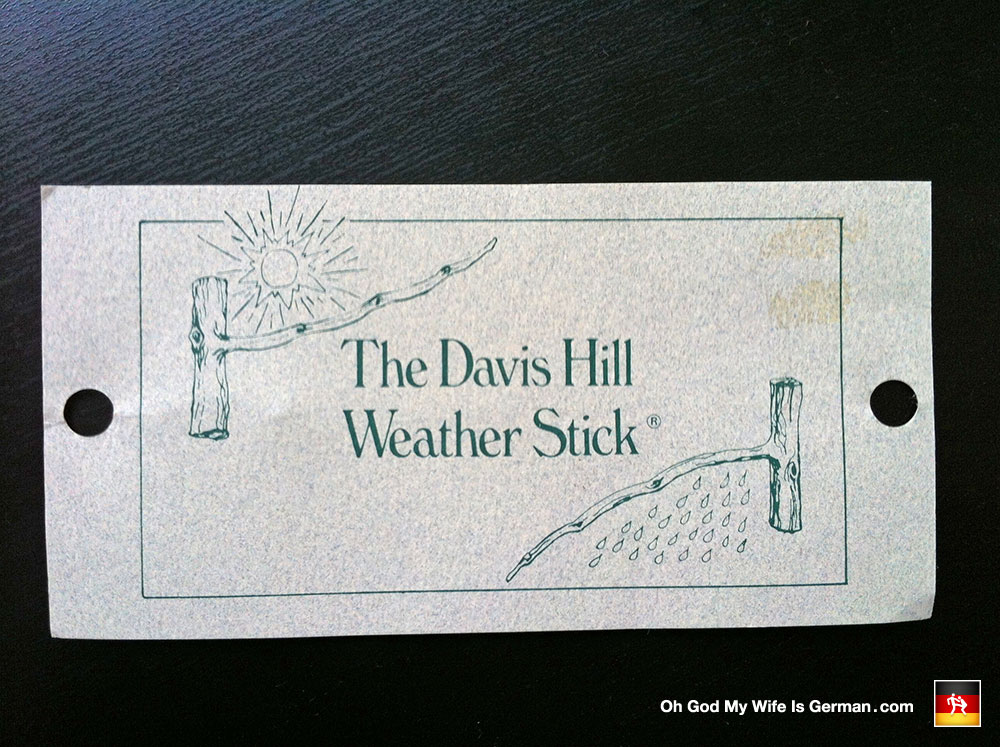 The Davis Hill
Weather Stick ®
Oh God My Wife Is German.com